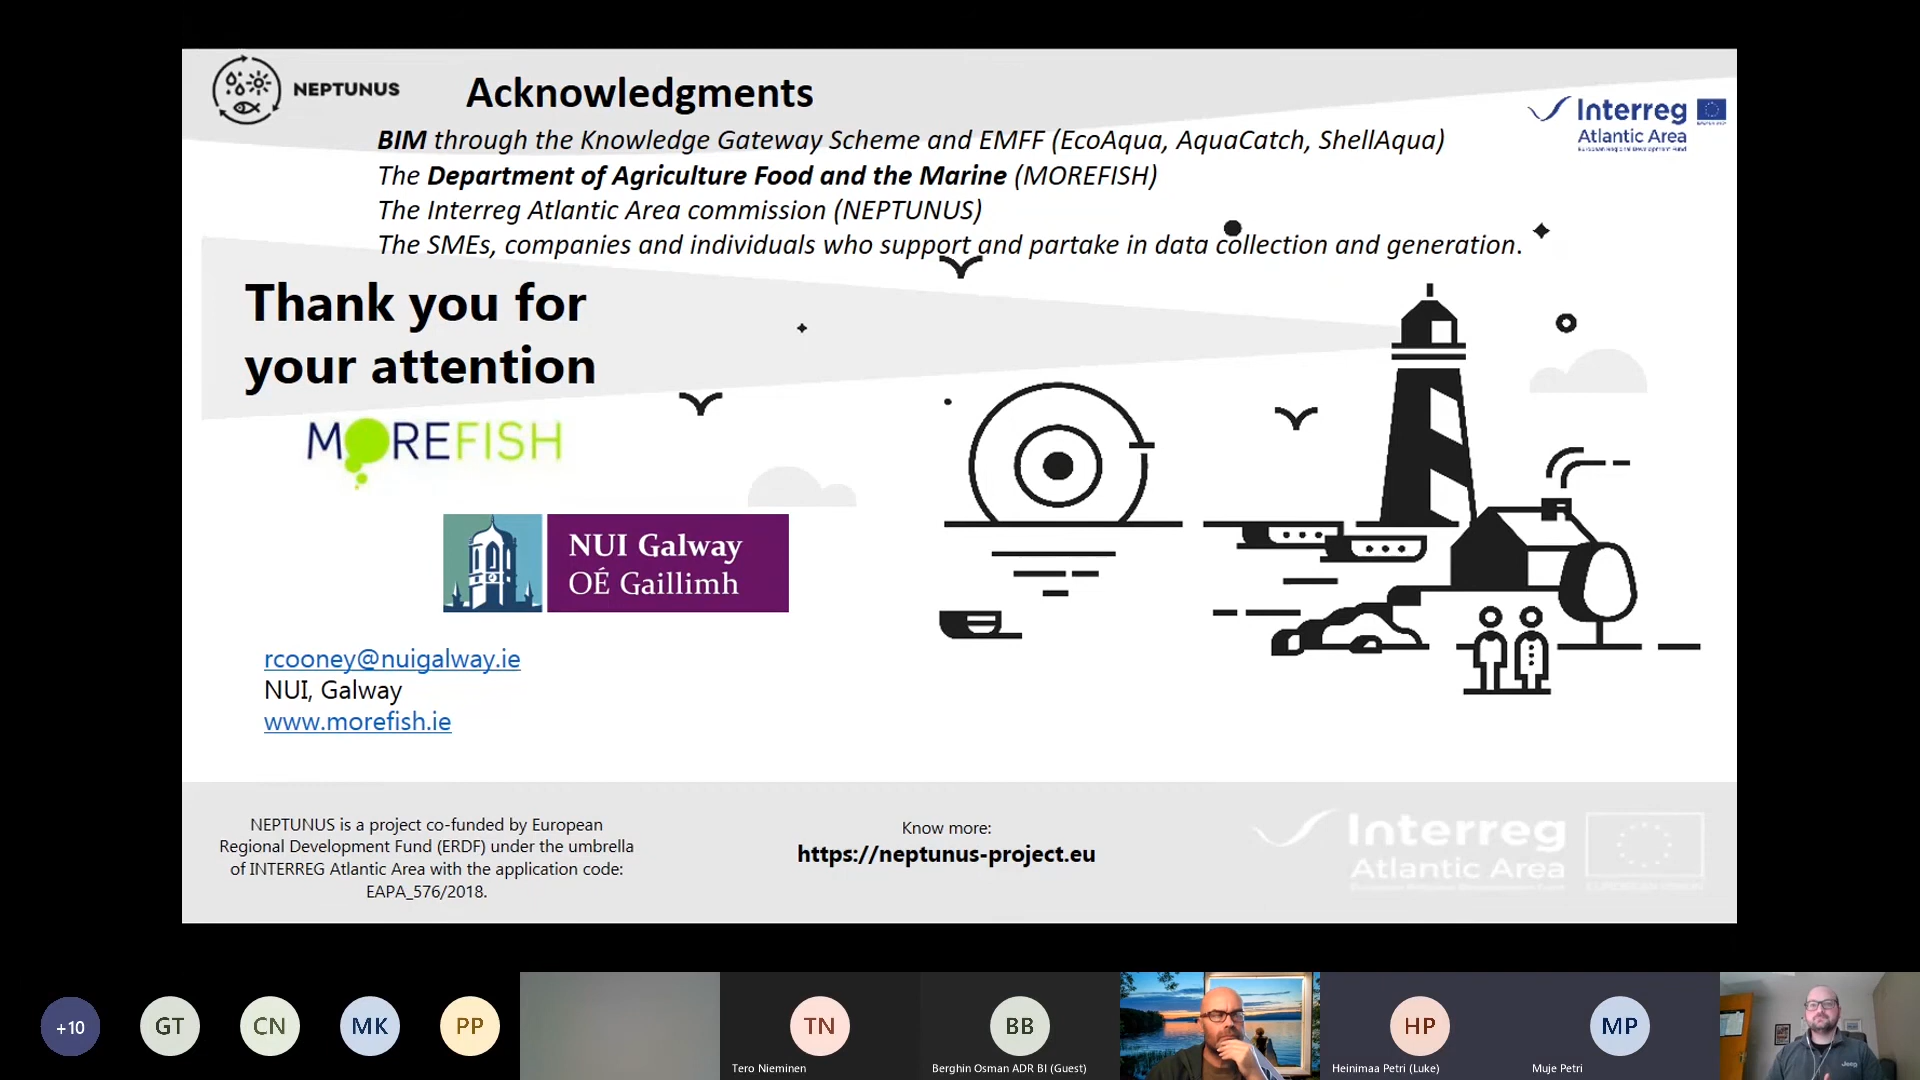 NEPTUNUS
Acknowledgments
Interreg
Atlantic Area
BIM through the Knowledge Gateway Scheme and EMFF (EcoAqua, AquaCatch, ShellAqua)
The Department of Agriculture Food and the Marine (MOREFISH)
The Interreg Atlantic Area commission (NEPTUNUS)
The SMEs, companies and individuals who support and partake in data collection and generation.
Thank you for
your attention
MOREFISH
NUI Galway
OÉ Gaillimh
rcooney@nuigalway.ie
NUI, Galway
www.morefish.ie
NEPTUNUS is a project co-funded by European
Regional Development Fund (ERDF) under the umbrella
of INTERREG Atlantic Area with the application code:
EAPA_576/2018.
Know more:
https://neptunus-project.eu
Interreg
Atlantic Area
+10
GT
CN
MK
PP
TN
Tero Nieminen
BB
Berghin Osman ADR BI (Guest)
HP
Heinimaa Petri (Luke)
MP
Muje Petri
Jeep